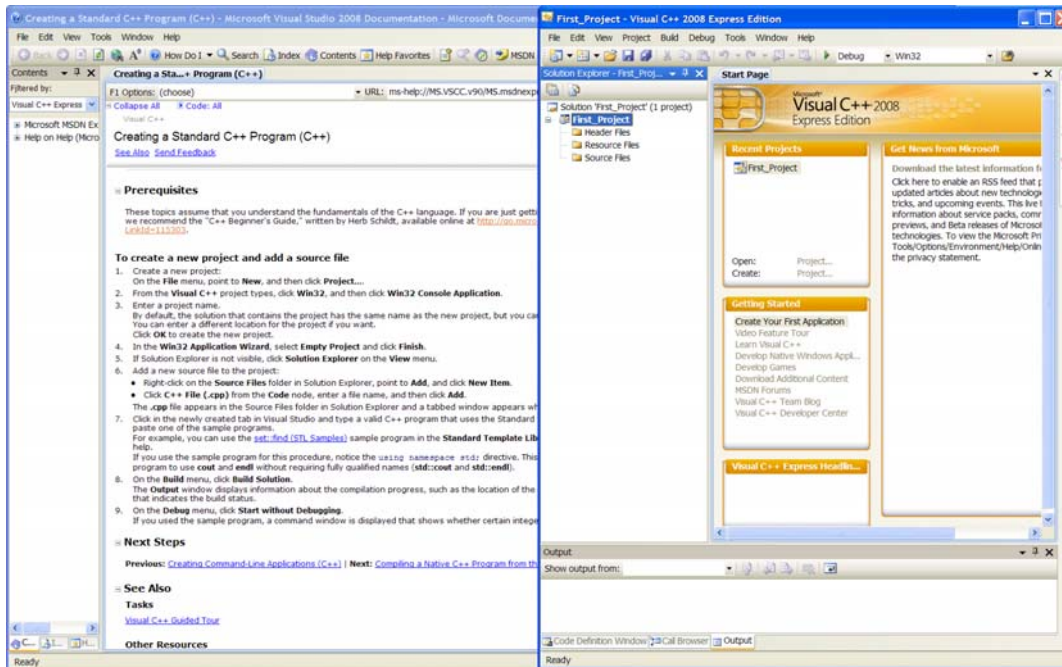 Creating a Standard C++ Program (C++) - Microsoft Visual Studio 2008 Documentation - Microsoft Docume
File Edit View Tools Window Help
Back How Do I Search Index Contents Help Favorites MSDN
Contents
Filtered by:
Visual C++ Express
Microsoft MSDN Ex
Help on Help (Micro
C... I... H...
Ready
Creating a Sta...+ Program (C++)
F1 Options: (choose) URL: ms-help://MS.VSCC.v90/MS.msdnexp
Collapse All Code: All
Visual C++
Creating a Standard C++ Program (C++)
See Also Send Feedback
Prerequisites
These topics assume that you understand the fundamentals of the C++ language. If you are just getti
we recommend the "C++ Beginner's Guide," written by Herb Schildt, available online at http://go.micro
LinkId=115303.
To create a new project and add a source file
1. Create a new project:
On the File menu, point to New, and then click Project....
2. From the Visual C++ project types, click Win32, and then click Win32 Console Application.
3. Enter a project name.
By default, the solution that contains the project has the same name as the new project, but you ca
You can enter a different location for the project if you want.
Click OK to create the new project.
4. In the Win32 Application Wizard, select Empty Project and click Finish.
5. If Solution Explorer is not visible, click Solution Explorer on the View menu.
6. Add a new source file to the project:
• Right-click on the Source Files folder in Solution Explorer, point to Add, and click New Item.
• Click C++ File (.cpp) from the Code node, enter a file name, and then click Add.
The .cpp file appears in the Source Files folder in Solution Explorer and a tabbed window appears wh
7. Click in the newly created tab in Visual Studio and type a valid C++ program that uses the Standard
paste one of the sample programs.
For example, you can use the set::find (STL Samples) sample program in the Standard Template Lib
help.
If you use the sample program for this procedure, notice the using namespace std; directive. This
program to use cout and endl without requiring fully qualified names (std::cout and std::endl).
8. On the Build menu, click Build Solution.
The Output window displays information about the compilation progress, such as the location of the
that indicates the build status.
9. On the Debug menu, click Start without Debugging.
If you used the sample program, a command window is displayed that shows whether certain intege
Next Steps
Previous: Creating Command-Line Applications (C++) | Next: Compiling a Native C++ Program from th
See Also
Tasks
Visual C++ Guided Tour
Other Resources
First_Project - Visual C++ 2008 Express Edition
File Edit View Project Build Debug Tools Window Help
Debug Win32
Solution Explorer - First_Proj...
Solution 'First_Project' (1 project)
First_Project
Header Files
Resource Files
Source Files
Start Page
Microsoft
Visual C++ 2008
Express Edition
Recent Projects
First_Project
Open: Project...
Create: Project...
Getting Started
Create Your First Application
Video Feature Tour
Learn Visual C++
Develop Native Windows Appli...
Develop Games
Download Additional Content
MSDN Forums
Visual C++ Team Blog
Visual C++ Developer Center
Visual C++ Express Headlin...
Get News from Microsoft
Download the latest information fo
Click here to enable an RSS feed that p
updated articles about new technologie
tricks, and upcoming events. This live f
information about service packs, comm
previews, and Beta releases of Microso
technologies. To view the Microsoft Pri
Tools/Options/Environment/Help/Onlin
the privacy statement.
Output
Show output from:
Code Definition Window Call Browser Output
Ready